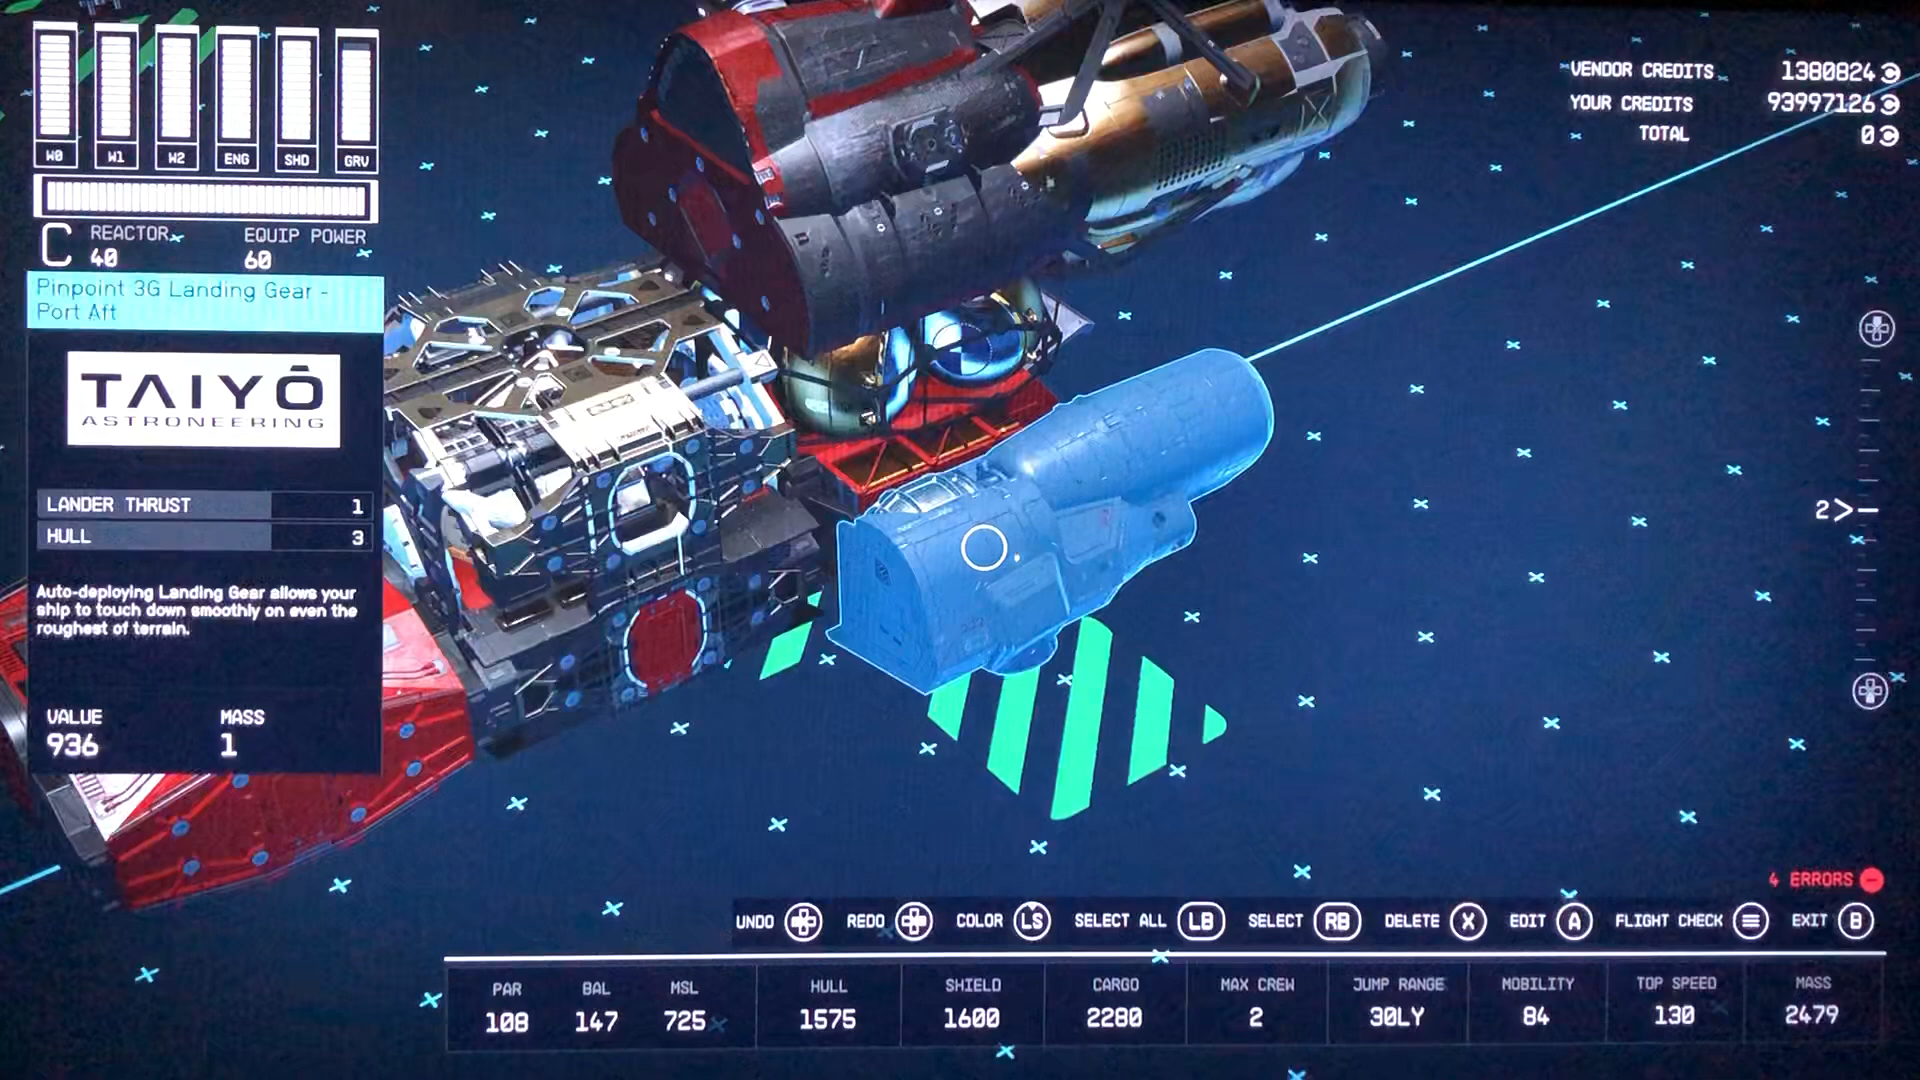 VENDOR CREDITS 1380824
YOUR CREDITS 93997126
TOTAL 0
W0 W1 W2 ENG SHD GRV
C REACTOR EQUIP POWER
40 60
Pinpoint 3G Landing Gear -
Port Aft
TAIYŌ
ASTRONEERING
LANDER THRUST 1
HULL 3
2
Auto-deploying Landing Gear allows your
ship to touch down smoothly on even the
roughest of terrain.
VALUE MASS
936 1
4 ERRORS
UNDO REDO COLOR LS SELECT ALL LB SELECT RB DELETE X EDIT A FLIGHT CHECK EXIT B
PAR BAL MSL HULL SHIELD CARGO MAX CREW JUMP RANGE MOBILITY TOP SPEED MASS
108 147 725 1575 1600 2280 2 30LY 84 130 2479